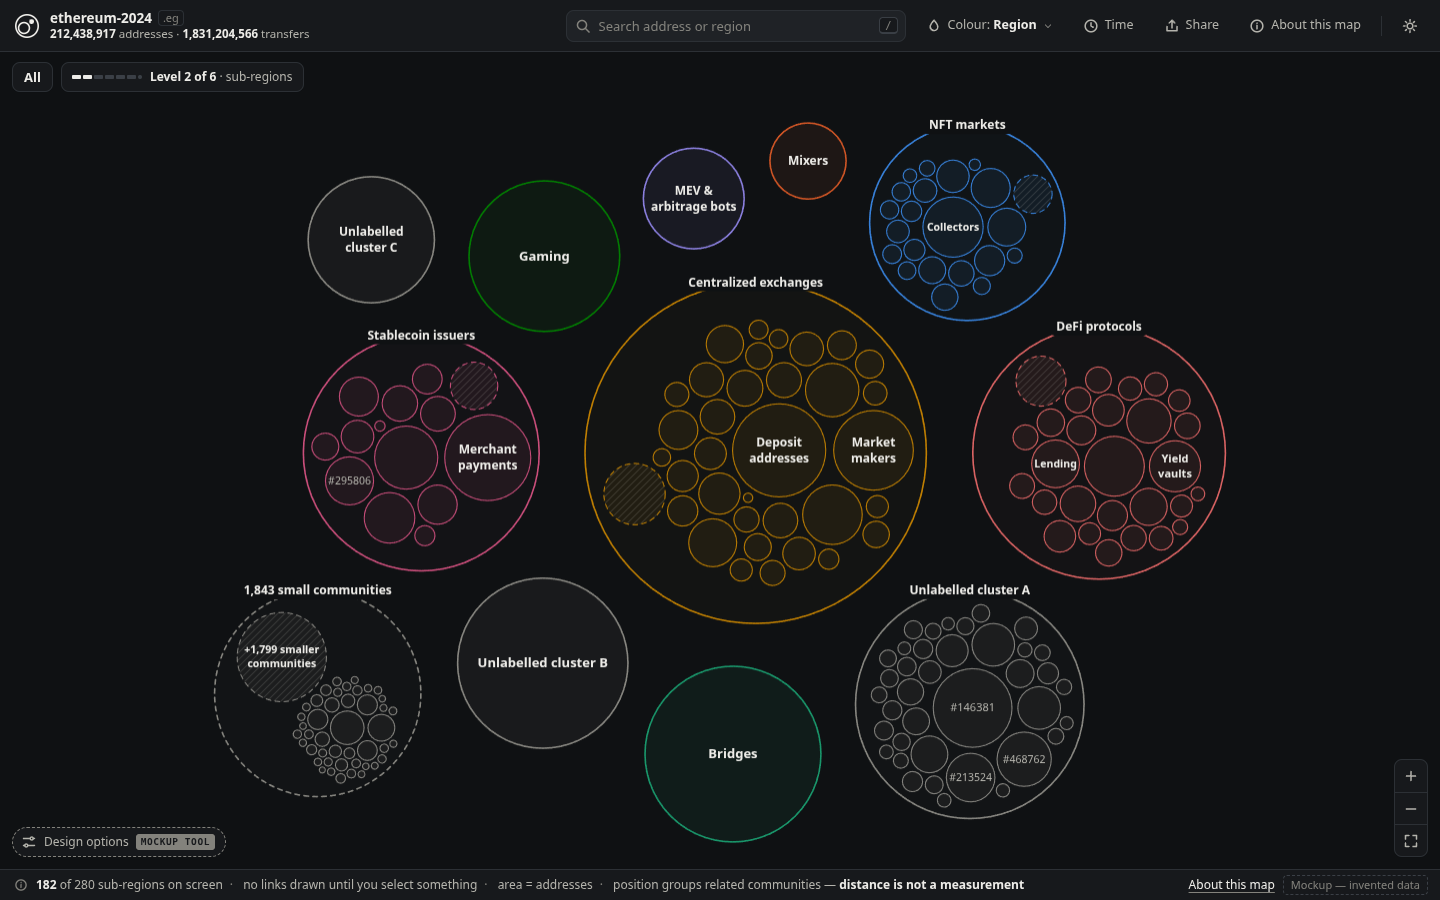 ethereum-2024 .eg
212,438,917 addresses · 1,831,204,566 transfers
Search address or region /
Colour: Region
Time
Share
About this map
All
Level 2 of 6 · sub-regions
NFT markets
Mixers
MEV &
arbitrage bots
Unlabelled
cluster C
Gaming
Collectors
Centralized exchanges
Stablecoin issuers
DeFi protocols
Merchant
payments
#295806
Deposit
addresses
Market
makers
Lending
Yield
vaults
1,843 small communities
+1,799 smaller
communities
Unlabelled cluster B
Unlabelled cluster A
#146381
#468762
#213524
Bridges
+
−
Design options MOCKUP TOOL
182 of 280 sub-regions on screen · no links drawn until you select something · area = addresses · position groups related communities — distance is not a measurement
About this map
Mockup — invented data